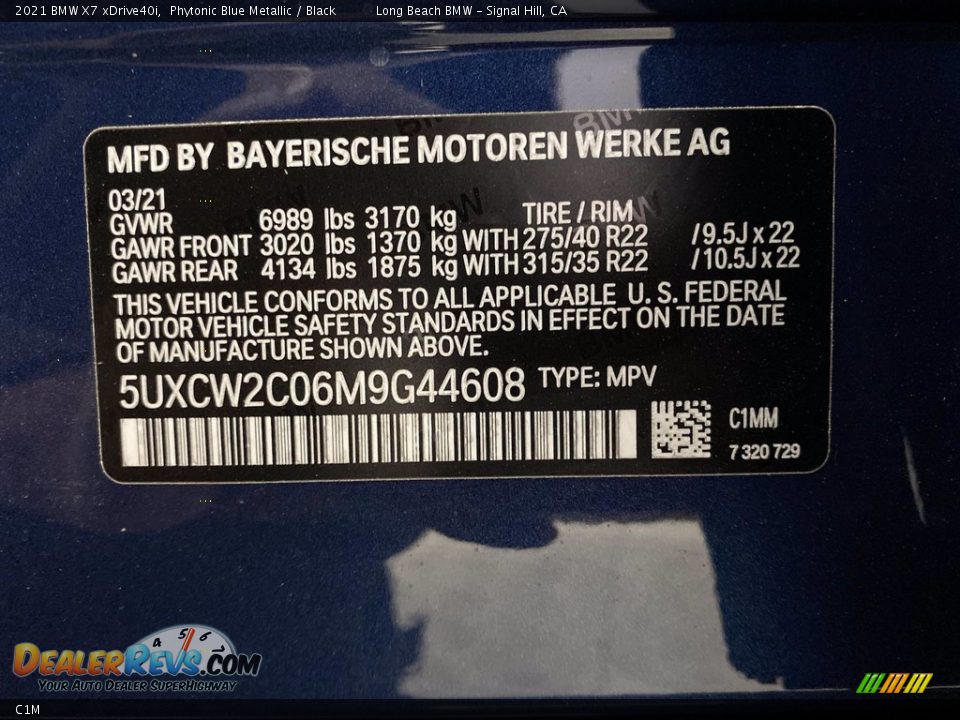 2021 BMW X7 xDrive40i, Phytonic Blue Metallic / Black Long Beach BMW - Signal Hill, CA
MFD BY BAYERISCHE MOTOREN WERKE AG
03/21
GVWR 6989 lbs 3170 kg TIRE / RIM
GAWR FRONT 3020 lbs 1370 kg WITH 275/40 R22 /9.5J x 22
GAWR REAR 4134 lbs 1875 kg WITH 315/35 R22 /10.5J x 22
THIS VEHICLE CONFORMS TO ALL APPLICABLE U. S. FEDERAL
MOTOR VEHICLE SAFETY STANDARDS IN EFFECT ON THE DATE
OF MANUFACTURE SHOWN ABOVE.
5UXCW2C06M9G44608 TYPE: MPV
C1MM
7 320 729
4 5 6
DEALERREVS.COM
YOUR AUTO DEALER SUPERHIGHWAY
C1M